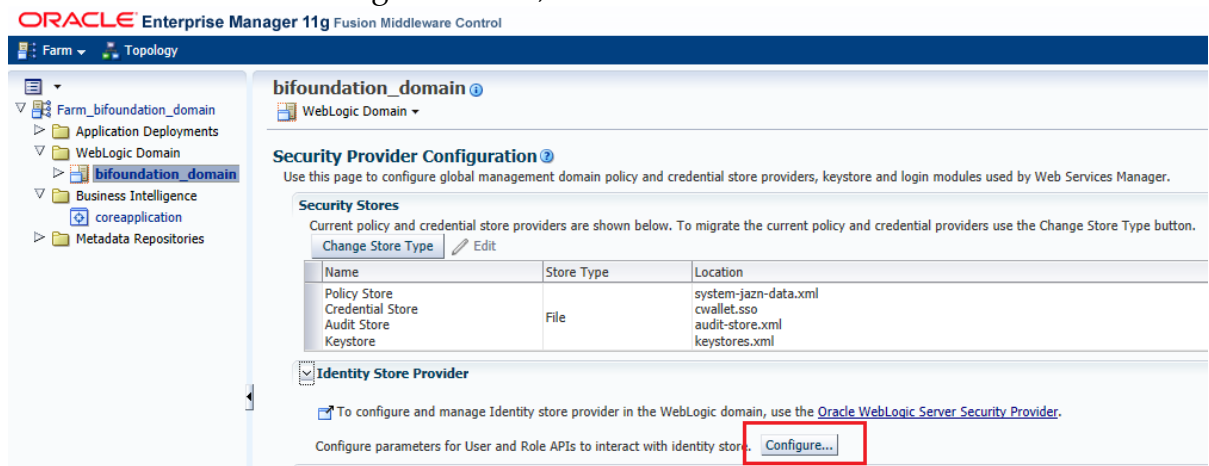 ORACLE Enterprise Manager 11g Fusion Middleware Control
Farm Topology
Farm_bifoundation_domain
Application Deployments
WebLogic Domain
bifoundation_domain
Business Intelligence
coreapplication
Metadata Repositories
bifoundation_domain
WebLogic Domain
Security Provider Configuration
Use this page to configure global management domain policy and credential store providers, keystore and login modules used by Web Services Manager.
Security Stores
Current policy and credential store providers are shown below. To migrate the current policy and credential providers use the Change Store Type button.
Change Store Type Edit
Name Store Type Location
Policy Store system-jazn-data.xml
Credential Store cwallet.sso
File
Audit Store audit-store.xml
Keystore keystores.xml
Identity Store Provider
To configure and manage Identity store provider in the WebLogic domain, use the Oracle WebLogic Server Security Provider.
Configure parameters for User and Role APIs to interact with identity store. Configure...